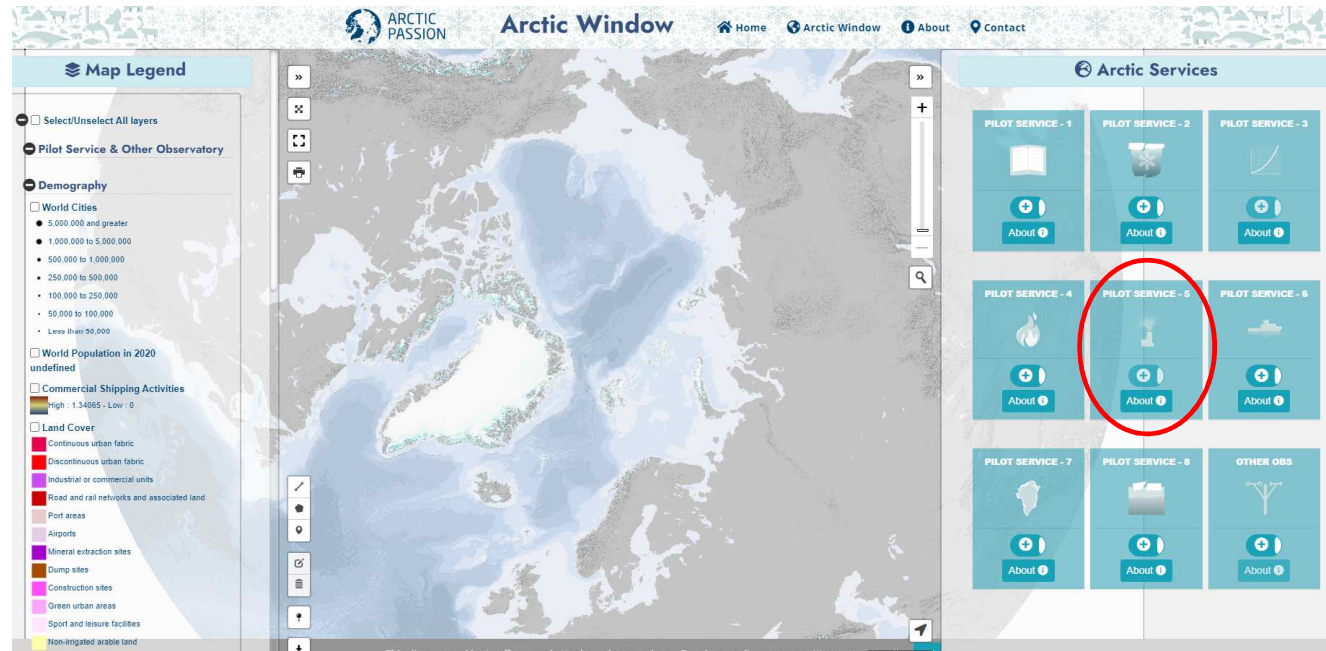 ARCTIC
PASSION
Arctic Window
Home
Arctic Window
About
Contact
Map Legend
Select/Unselect All layers
Pilot Service & Other Observatory
Demography
World Cities
5,000,000 and greater
1,000,000 to 5,000,000
500,000 to 1,000,000
250,000 to 500,000
100,000 to 250,000
50,000 to 100,000
Less than 50,000
World Population in 2020
undefined
Commercial Shipping Activities
High : 1.34065 - Low : 0
Land Cover
Continuous urban fabric
Discontinuous urban fabric
Industrial or commercial units
Road and rail networks and associated land
Port areas
Airports
Mineral extraction sites
Dump sites
Construction sites
Green urban areas
Sport and leisure facilities
Non-irrigated arable land
Arctic Services
PILOT SERVICE - 1
About
PILOT SERVICE - 2
About
PILOT SERVICE - 3
About
PILOT SERVICE - 4
About
PILOT SERVICE - 5
About
PILOT SERVICE - 6
About
PILOT SERVICE - 7
About
PILOT SERVICE - 8
About
OTHER OBS
About